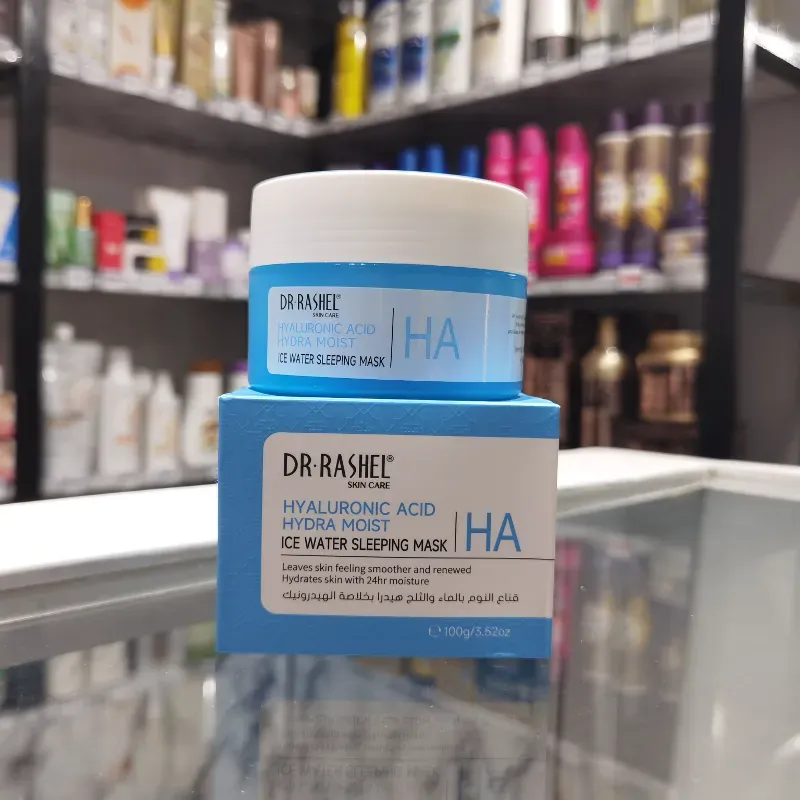 DR·RASHEL®
SKIN CARE
HYALURONIC ACID
HYDRA MOIST
ICE WATER SLEEPING MASK
HA
DR·RASHEL®
SKIN CARE
HYALURONIC ACID
HYDRA MOIST
ICE WATER SLEEPING MASK
HA
Leaves skin feeling smoother and renewed
Hydrates skin with 24hr moisture
قناع النوم بالماء والثلج هيدرا بخلاصة الهيدرونيك
℮ 100g/3.52oz